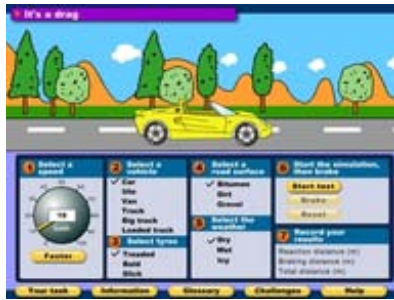 It's a drag
1 Select a speed
Faster
2 Select a vehicle
Car
Ute
Van
Truck
Big truck
Loaded truck
3 Select tyres
Treaded
Bald
Slick
4 Select a road surface
Bitumen
Dirt
Gravel
5 Select the weather
Dry
Wet
Icy
6 Start the simulation, then brake
Start test
Brake
Reset
7 Record your results
Reaction distance (m)
Braking distance (m)
Total distance (m)
Your task
Information
Glossary
Challenges
Help